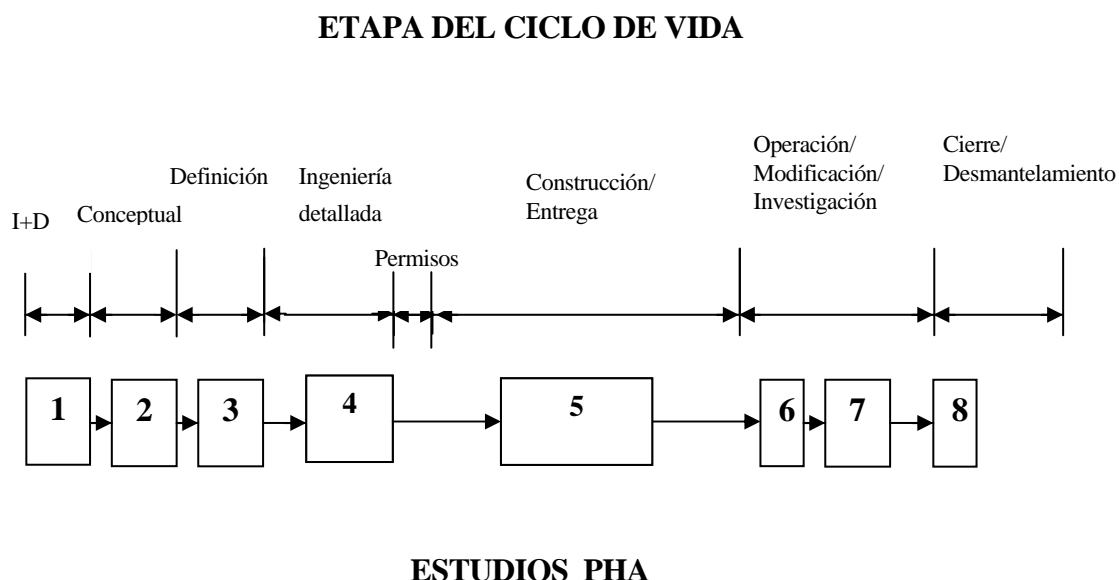 ETAPA DEL CICLO DE VIDA
I+D
Conceptual
Definición
Ingeniería
detallada
Permisos
Construcción/
Entrega
Operación/
Modificación/
Investigación
Cierre/
Desmantelamiento
1
2
3
4
5
6
7
8
ESTUDIOS PHA